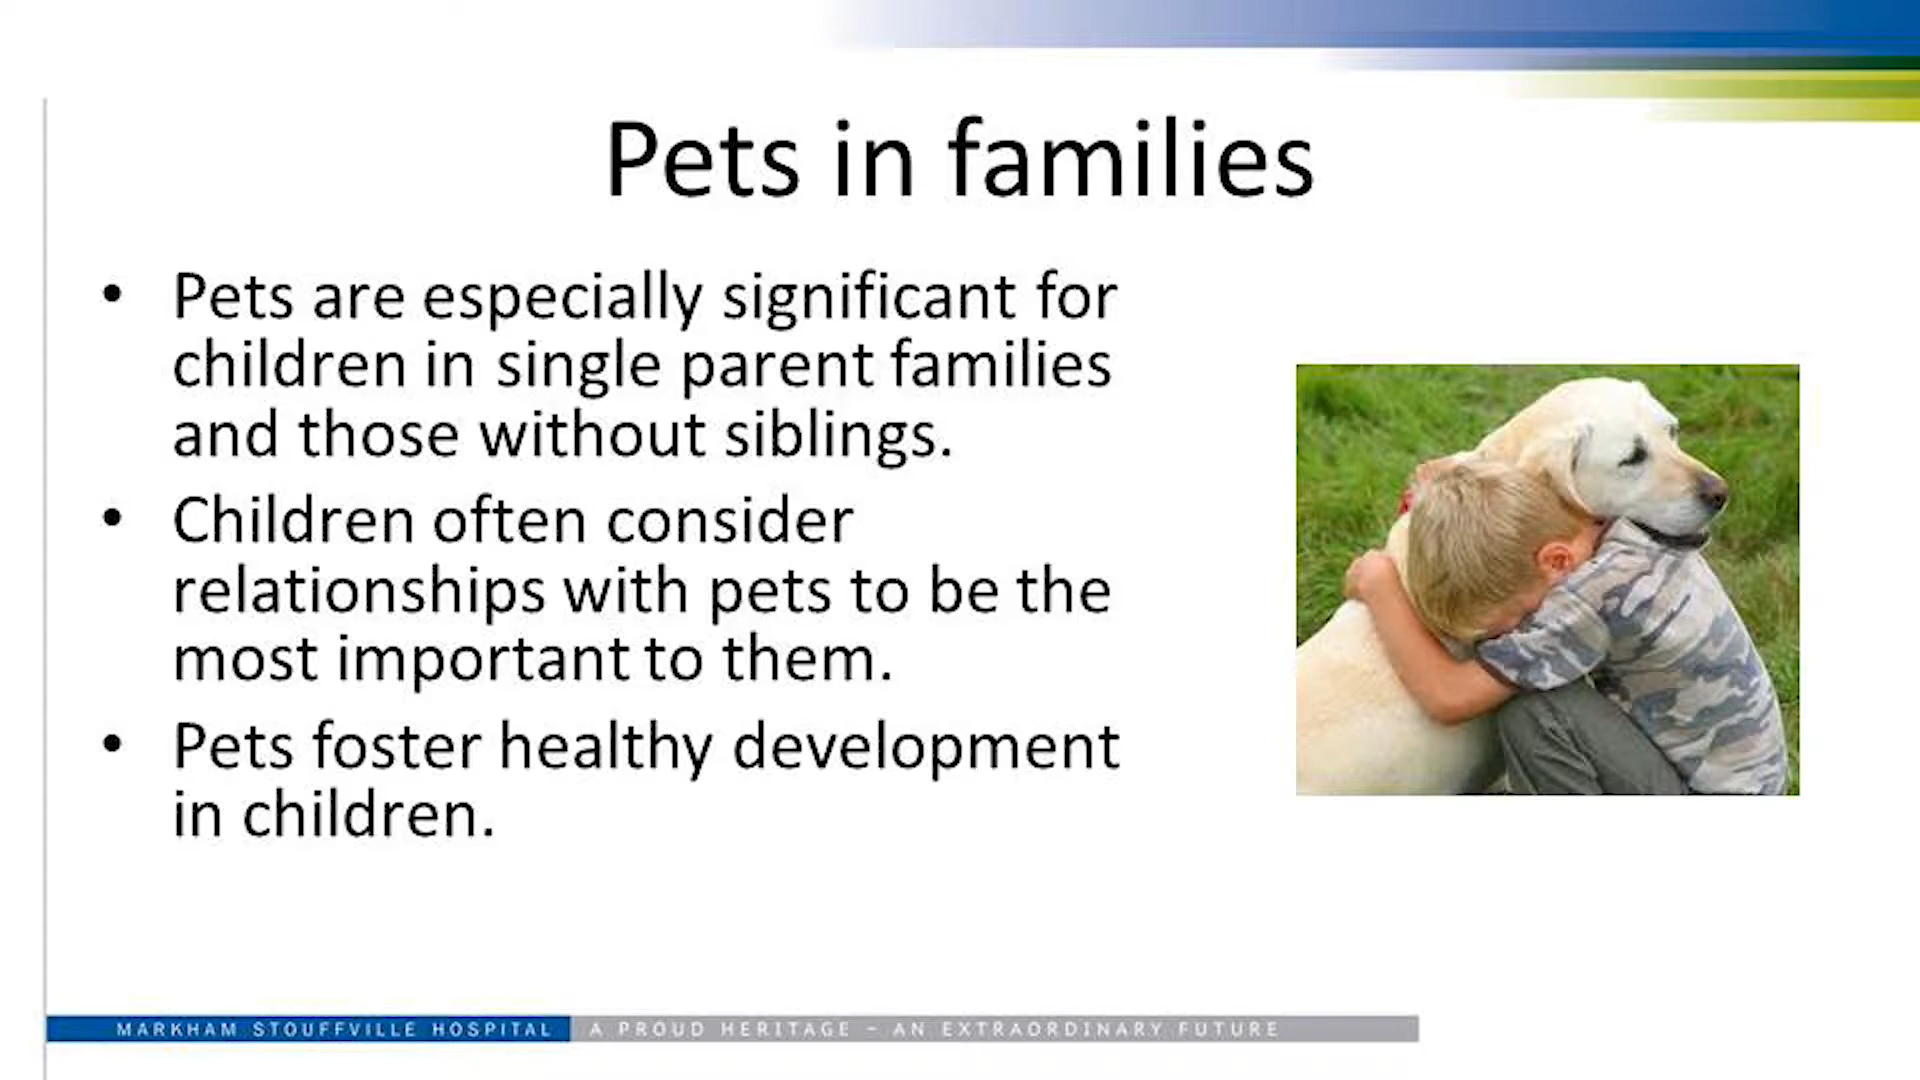 Pets in families
• Pets are especially significant for
children in single parent families
and those without siblings.
• Children often consider
relationships with pets to be the
most important to them.
• Pets foster healthy development
in children.
MARKHAM STOUFFVILLE HOSPITAL A PROUD HERITAGE – AN EXTRAORDINARY FUTURE